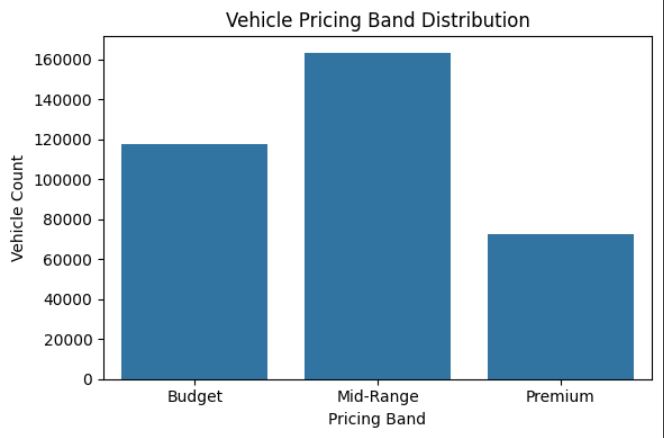 Vehicle Pricing Band Distribution
Vehicle Count
160000
140000
120000
100000
80000
60000
40000
20000
0
Budget Mid-Range Premium
Pricing Band